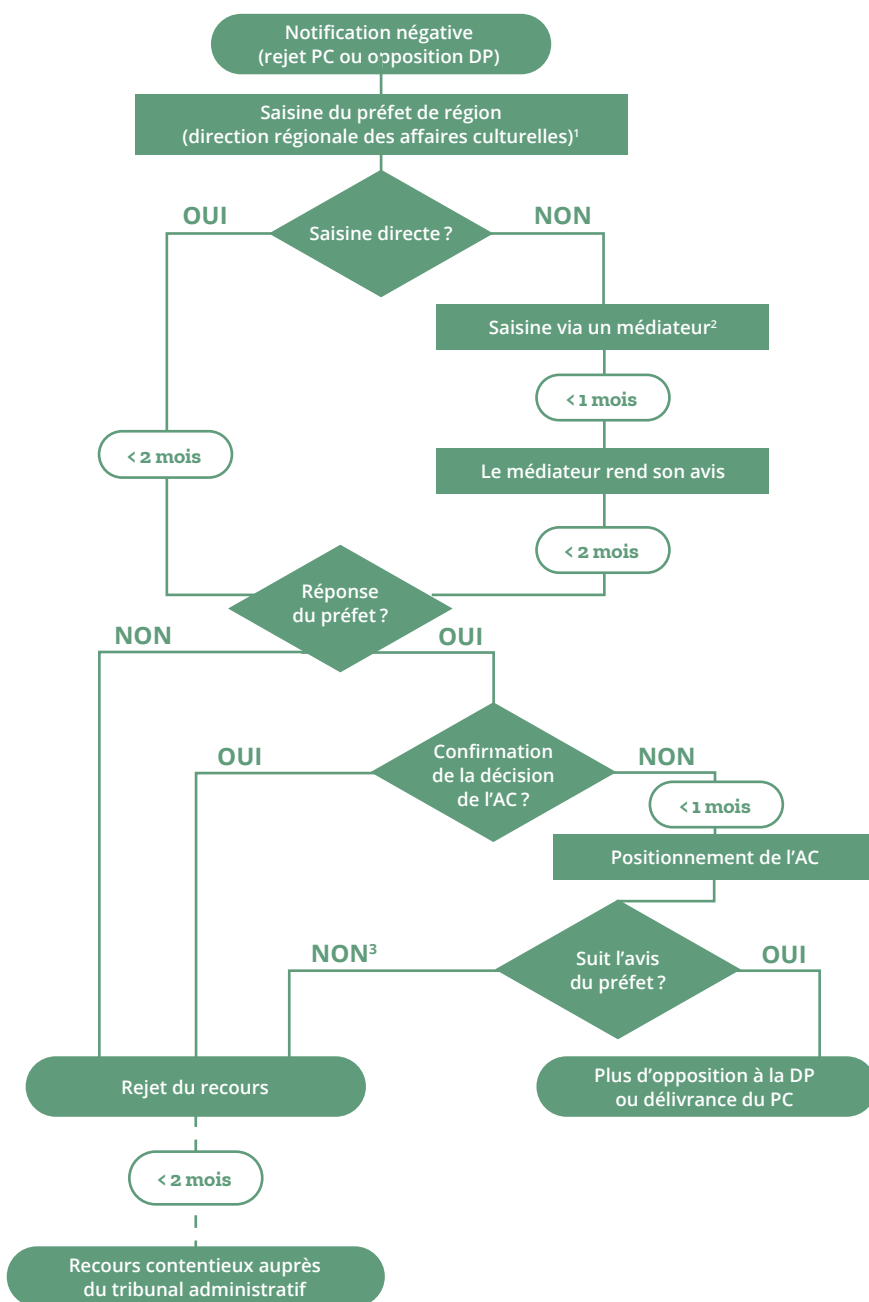 Notification négative
(rejet PC ou opposition DP)
Saisine du préfet de région
(direction régionale des affaires culturelles)¹
OUI
NON
Saisine directe ?
Saisine via un médiateur²
< 1 mois
< 2 mois
Le médiateur rend son avis
< 2 mois
Réponse
du préfet ?
NON
OUI
Confirmation
de la décision
de l’AC ?
OUI
NON
< 1 mois
Positionnement de l’AC
Suit l’avis
du préfet ?
NON³
OUI
Rejet du recours
Plus d’opposition à la DP
ou délivrance du PC
< 2 mois
Recours contentieux auprès
du tribunal administratif